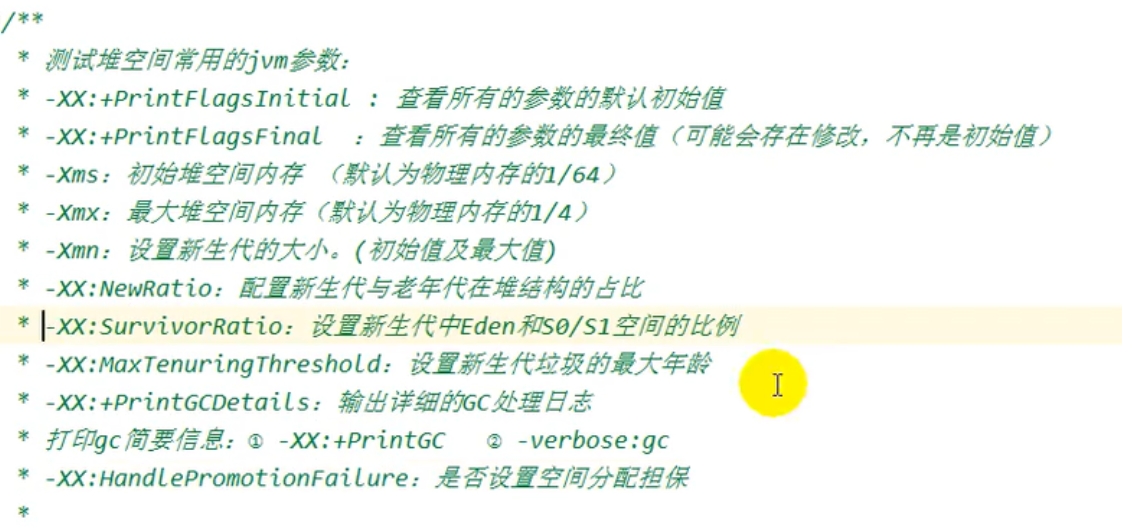 /**
* 测试堆空间常用的jvm参数：
* -XX:+PrintFlagsInitial : 查看所有的参数的默认初始值
* -XX:+PrintFlagsFinal ：查看所有的参数的最终值（可能会存在修改，不再是初始值）
* -Xms：初始堆空间内存 （默认为物理内存的1/64）
* -Xmx：最大堆空间内存（默认为物理内存的1/4）
* -Xmn：设置新生代的大小。(初始值及最大值)
* -XX:NewRatio：配置新生代与老年代在堆结构的占比
* -XX:SurvivorRatio：设置新生代中Eden和S0/S1空间的比例
* -XX:MaxTenuringThreshold：设置新生代垃圾的最大年龄
* -XX:+PrintGCDetails：输出详细的GC处理日志
* 打印gc简要信息：① -XX:+PrintGC ② -verbose:gc
* -XX:HandlePromotionFailure：是否设置空间分配担保
*